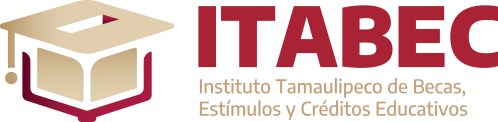 ITABEC
Instituto Tamaulipeco de Becas,
Estímulos y Créditos Educativos